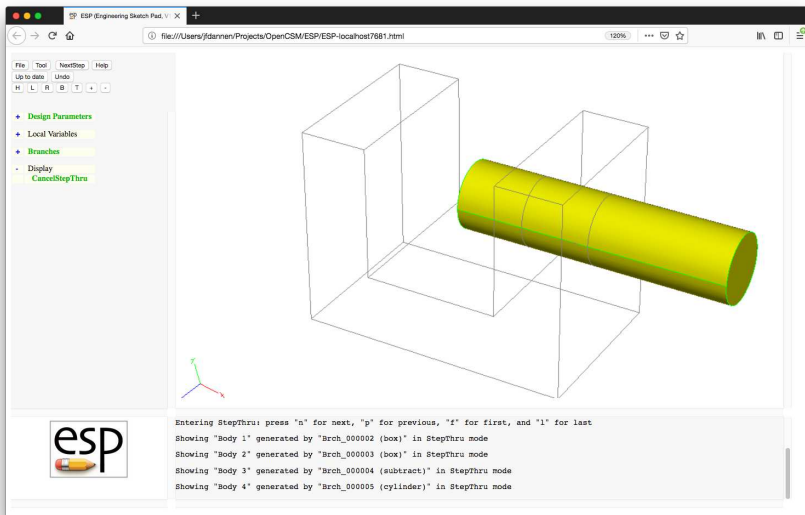 ESP (Engineering Sketch Pad, V
file:///Users/jfdannen/Projects/OpenCSM/ESP/ESP-localhost7681.html
120%
File Tool NextStep Help
Up to date Undo
H L R B T + -
+ Design Parameters
+ Local Variables
+ Branches
- Display
CancelStepThru
y
x
esp
Entering StepThru: press "n" for next, "p" for previous, "f" for first, and "l" for last
Showing "Body 1" generated by "Brch_000002 (box)" in StepThru mode
Showing "Body 2" generated by "Brch_000003 (box)" in StepThru mode
Showing "Body 3" generated by "Brch_000004 (subtract)" in StepThru mode
Showing "Body 4" generated by "Brch_000005 (cylinder)" in StepThru mode